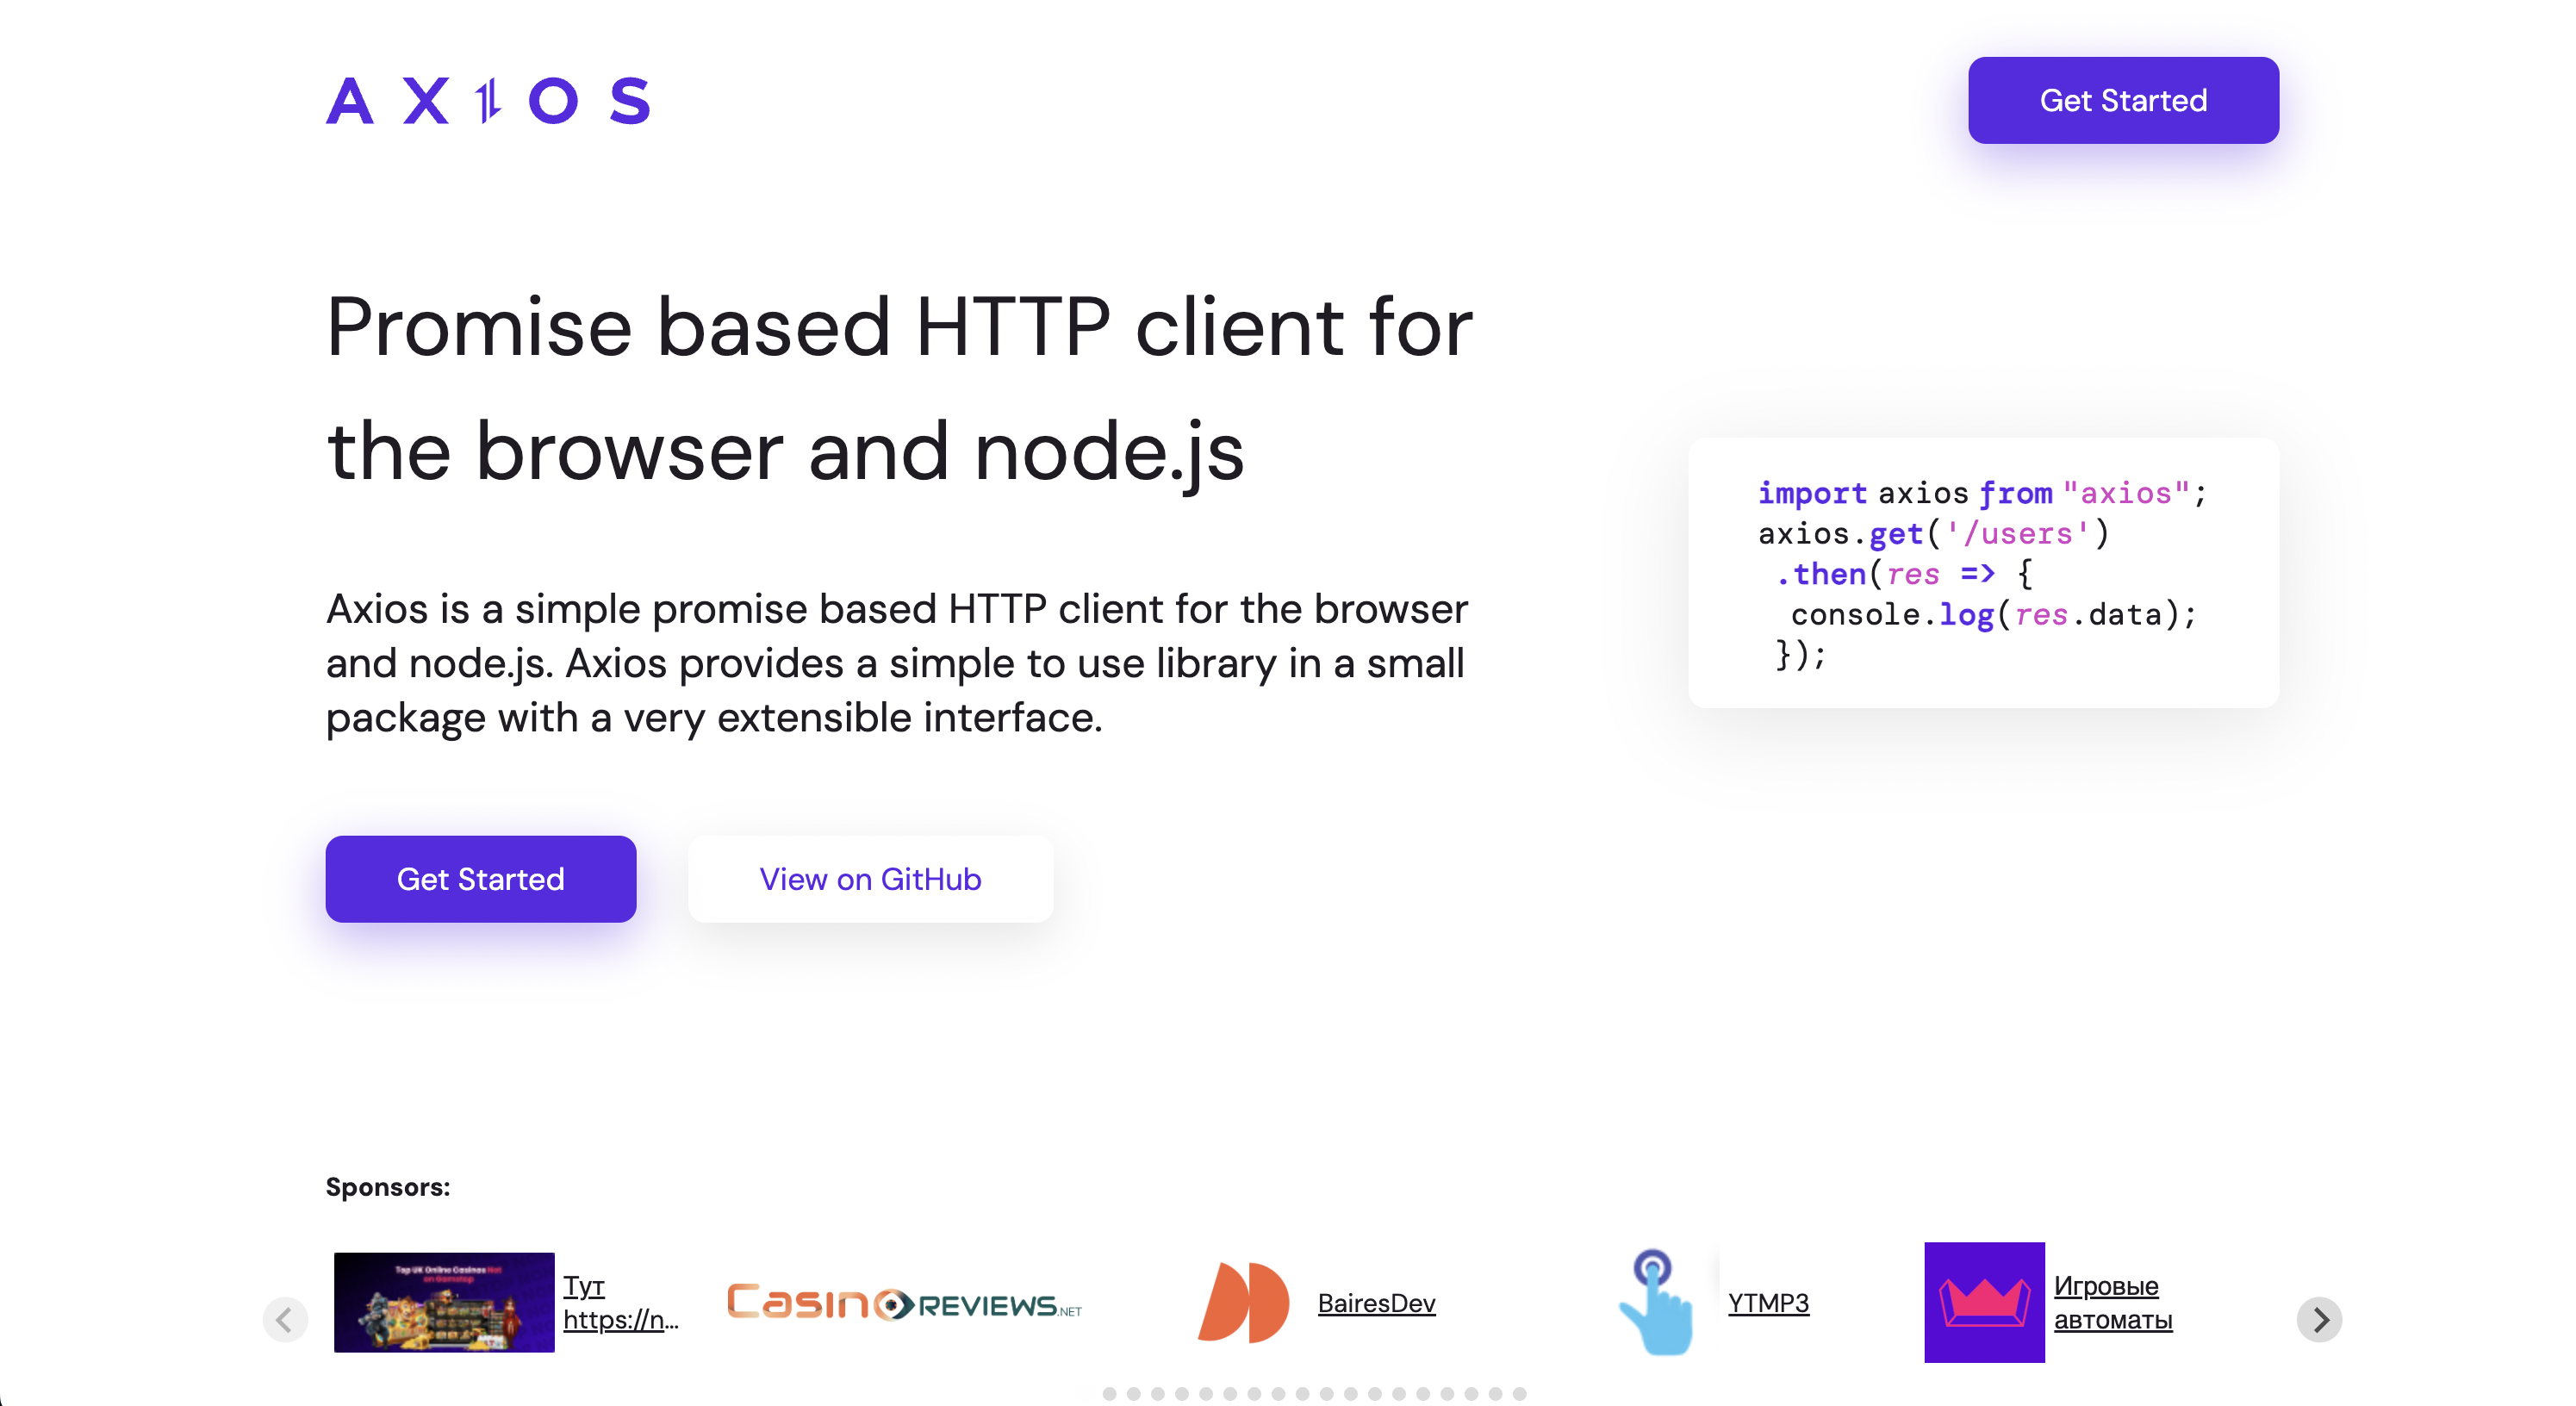 AXIOS
Get Started
Promise based HTTP client for
the browser and node.js
Axios is a simple promise based HTTP client for the browser
and node.js. Axios provides a simple to use library in a small
package with a very extensible interface.
import axios from "axios";
axios.get('/users')
.then(res => {
console.log(res.data);
});
Get Started
View on GitHub
Sponsors:
Top UK Online Casinos Not
on Gamstop
Тут
https://n...
Casino REVIEWS.NET
BairesDev
YTMP3
Игровые
автоматы